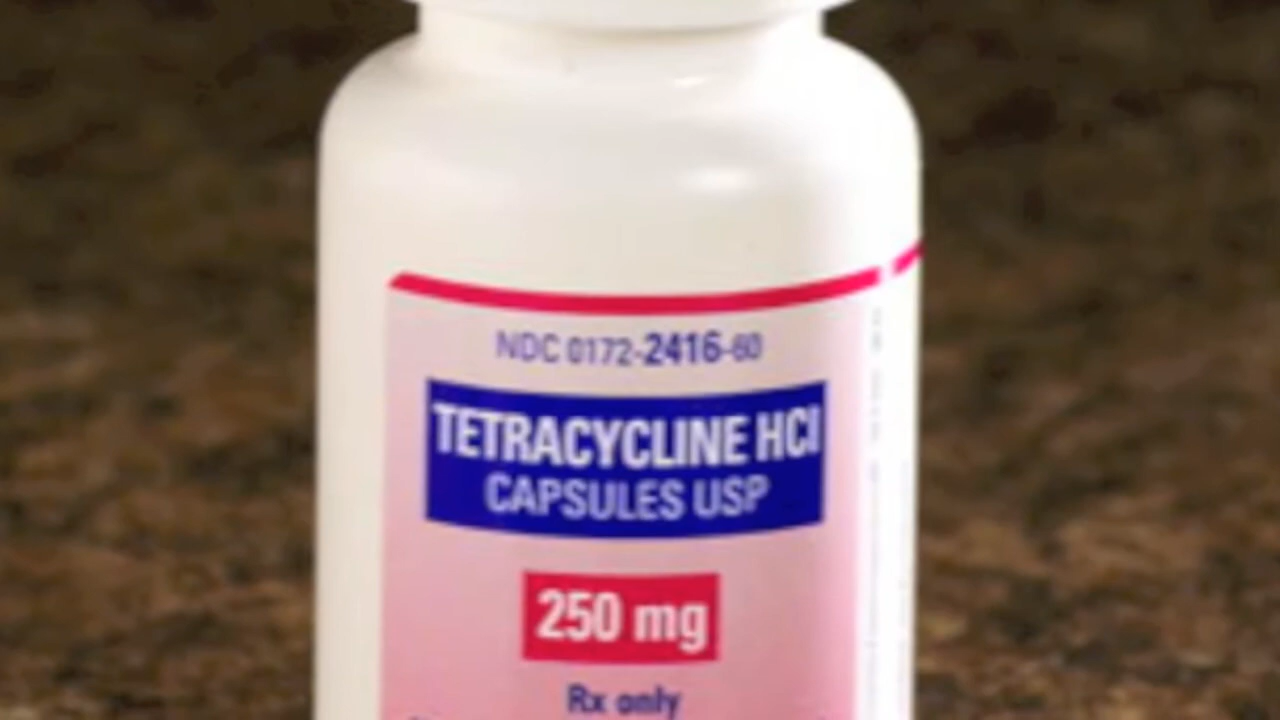 NDC 0172-2416-60
TETRACYCLINE HCl
CAPSULES USP
250 mg
Rx only